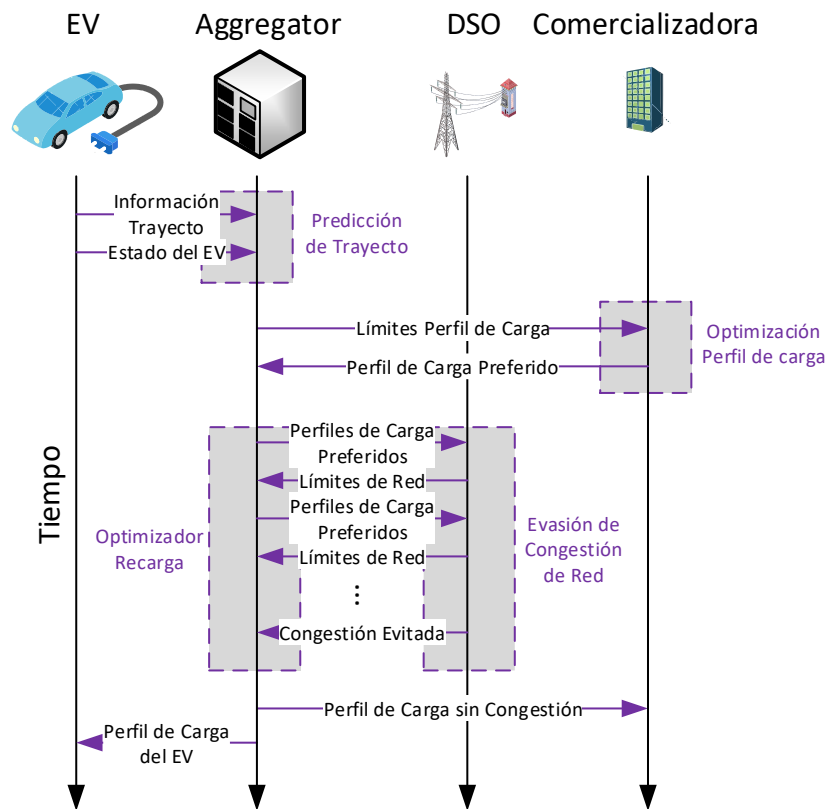 EV
Aggregator
DSO
Comercializadora
Información
Trayecto
Estado del EV
Predicción
de Trayecto
Límites Perfil de Carga
Perfil de Carga Preferido
Optimización
Perfil de carga
Tiempo
Optimizador
Recarga
Perfiles de Carga
Preferidos
Límites de Red
Perfiles de Carga
Preferidos
Límites de Red
...
Congestión Evitada
Evasión de
Congestión
de Red
Perfil de Carga sin Congestión
Perfil de Carga
del EV